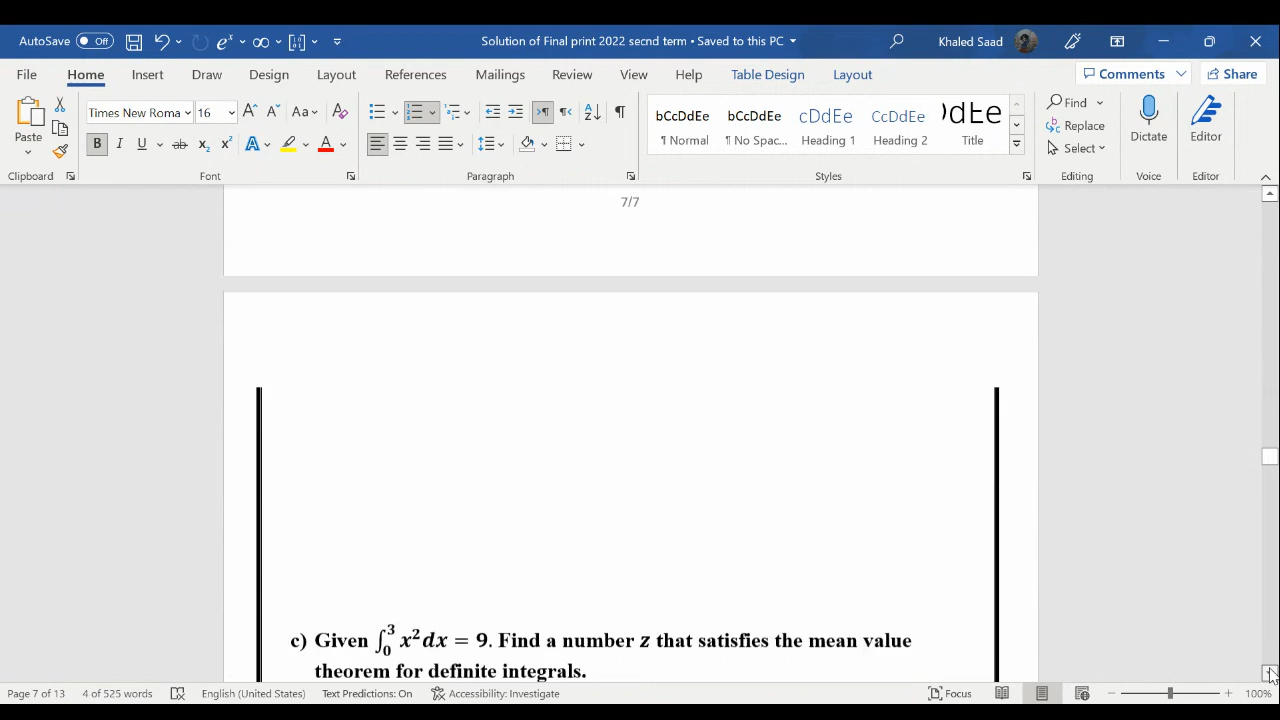 AutoSave Off Solution of Final print 2022 secnd term • Saved to this PC Khaled Saad
File Home Insert Draw Design Layout References Mailings Review View Help Table Design Layout Comments Share
Paste Times New Roma 16 Aa bCcDdEe bCcDdEe cDdEe CcDdEe DdEe Find
Replace
¶ Normal ¶ No Spac... Heading 1 Heading 2 Title Select Dictate Editor
Clipboard Font Paragraph Styles Editing Voice Editor
7/7
c) Given ∫₀³ x²dx = 9. Find a number z that satisfies the mean value
theorem for definite integrals.
Page 7 of 13 4 of 525 words English (United States) Text Predictions: On Accessibility: Investigate Focus 100%